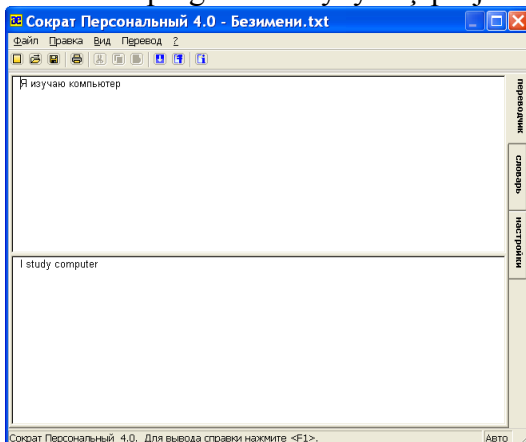 Сократ Персональный 4.0 - Безимени.txt
Файл Правка Вид Перевод ?
Я изучаю компьютер
переводчик
словарь
настройки
I study computer
Сократ Персональный 4.0. Для вывода справки нажмите <F1>. Авто